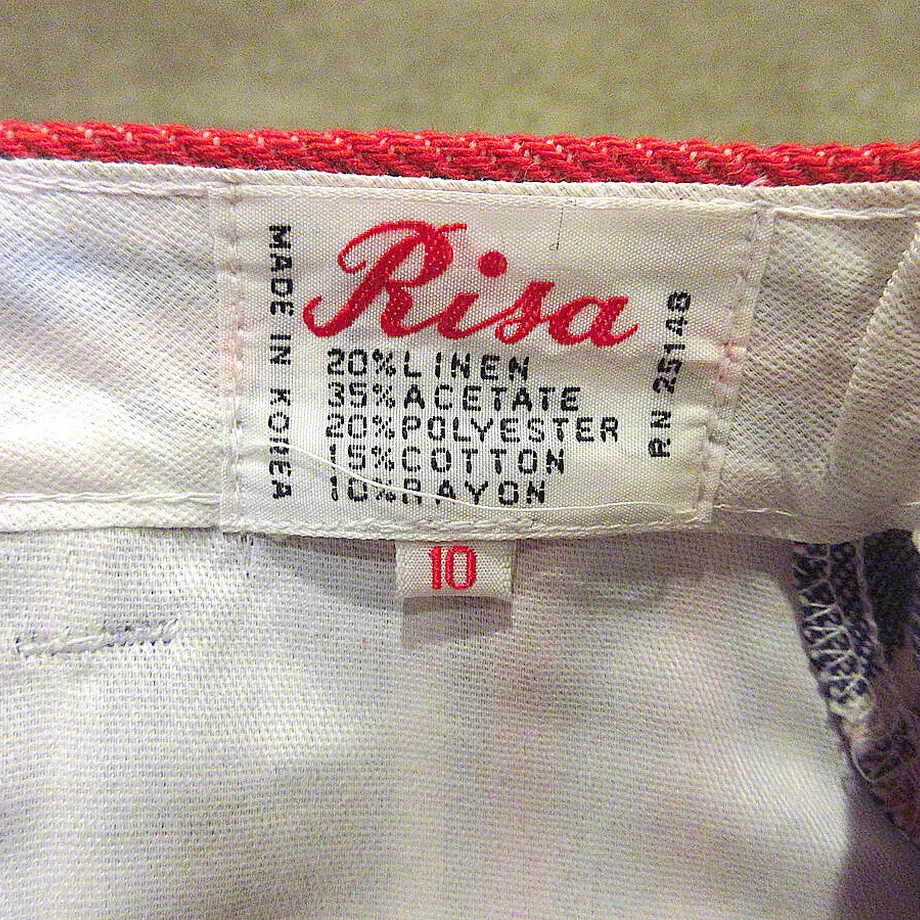 Risa
MADE IN KOREA
20% LINEN
35% ACETATE
20% POLYESTER
15% COTTON
10% RAYON
RN 25148
10